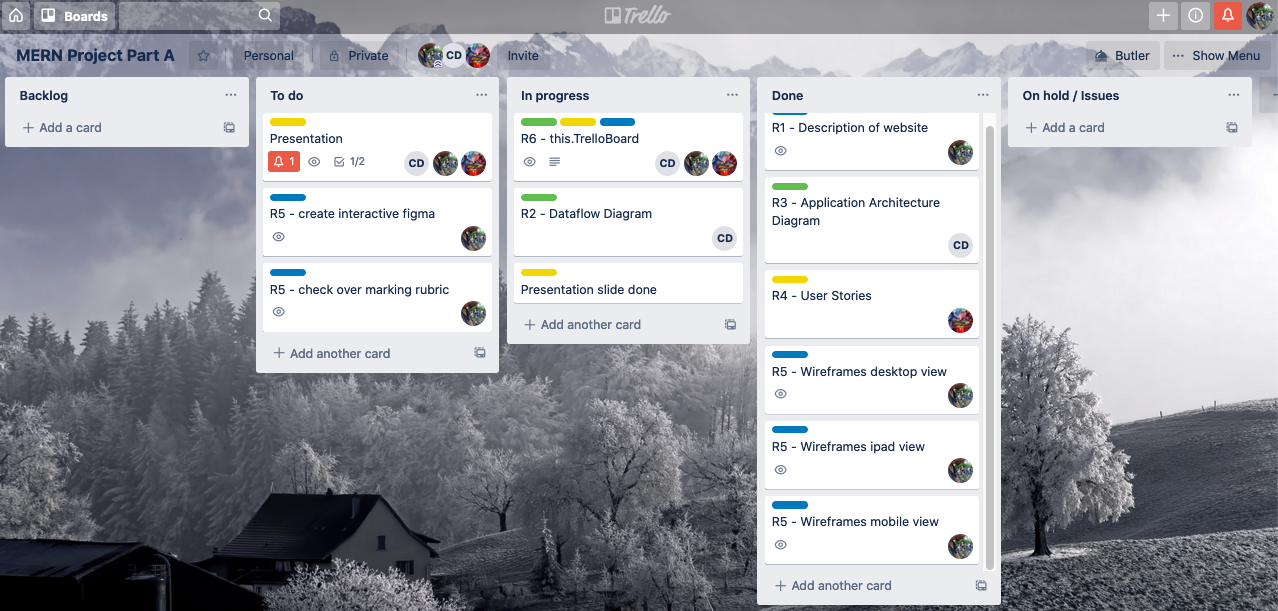 Boards
Trello
MERN Project Part A
Personal
Private
CD
Invite
Butler
Show Menu
Backlog
Add a card
To do
Presentation
1
1/2
CD
R5 - create interactive figma
R5 - check over marking rubric
Add another card
In progress
R6 - this.TrelloBoard
CD
R2 - Dataflow Diagram
CD
Presentation slide done
Add another card
Done
R1 - Description of website
R3 - Application Architecture
Diagram
CD
R4 - User Stories
R5 - Wireframes desktop view
R5 - Wireframes ipad view
R5 - Wireframes mobile view
Add another card
On hold / Issues
Add a card